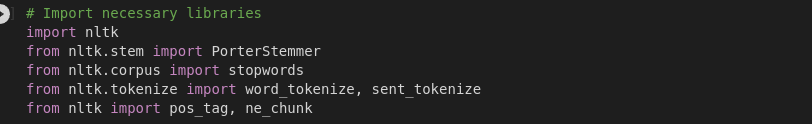 # Import necessary libraries
import nltk
from nltk.stem import PorterStemmer
from nltk.corpus import stopwords
from nltk.tokenize import word_tokenize, sent_tokenize
from nltk import pos_tag, ne_chunk